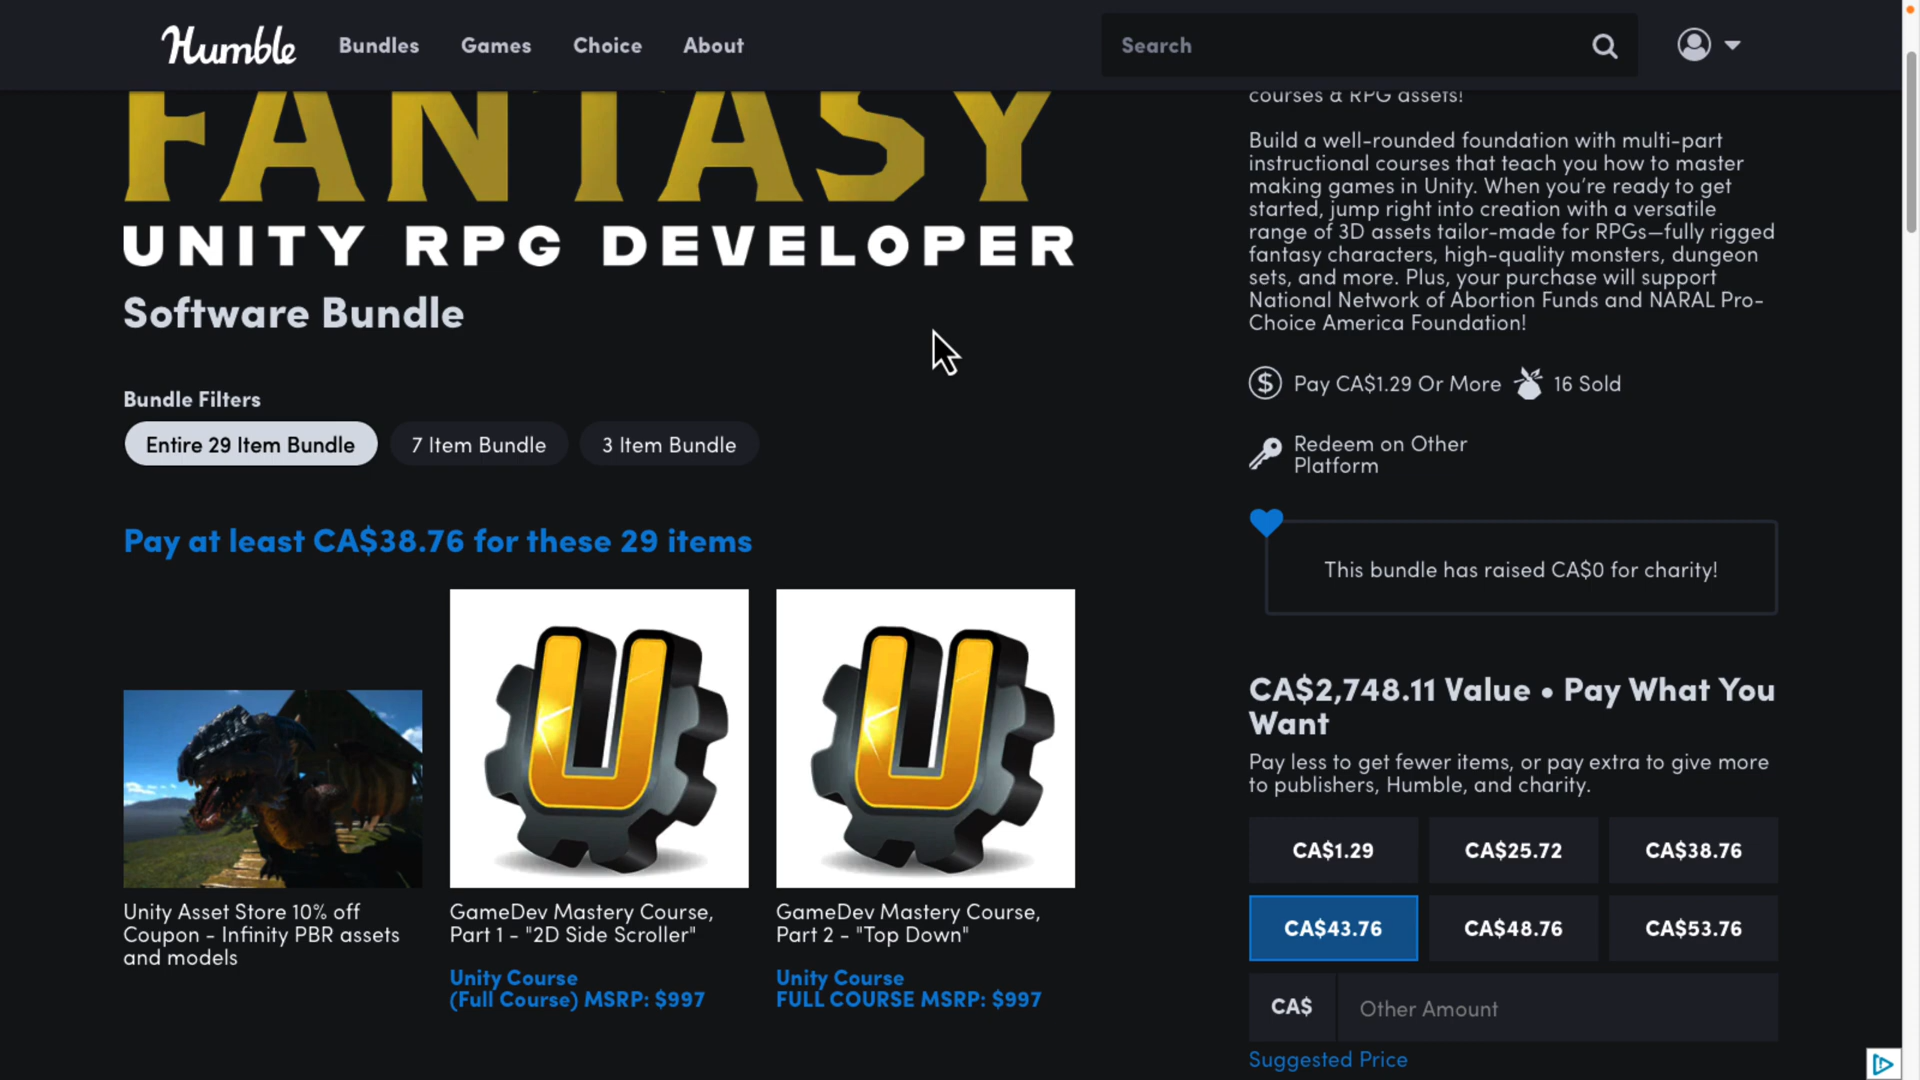 Humble
Bundles
Games
Choice
About
Search
FANTASY
UNITY RPG DEVELOPER
Software Bundle
Bundle Filters
Entire 29 Item Bundle
7 Item Bundle
3 Item Bundle
Pay at least CA$38.76 for these 29 items
Unity Asset Store 10% off
Coupon - Infinity PBR assets
and models
GameDev Mastery Course,
Part 1 - "2D Side Scroller"
Unity Course
(Full Course) MSRP: $997
GameDev Mastery Course,
Part 2 - "Top Down"
Unity Course
FULL COURSE MSRP: $997
courses & RPG assets!
Build a well-rounded foundation with multi-part
instructional courses that teach you how to master
making games in Unity. When you’re ready to get
started, jump right into creation with a versatile
range of 3D assets tailor-made for RPGs—fully rigged
fantasy characters, high-quality monsters, dungeon
sets, and more. Plus, your purchase will support
National Network of Abortion Funds and NARAL Pro-
Choice America Foundation!
Pay CA$1.29 Or More
16 Sold
Redeem on Other
Platform
This bundle has raised CA$0 for charity!
CA$2,748.11 Value • Pay What You
Want
Pay less to get fewer items, or pay extra to give more
to publishers, Humble, and charity.
CA$1.29
CA$25.72
CA$38.76
CA$43.76
CA$48.76
CA$53.76
CA$
Other Amount
Suggested Price